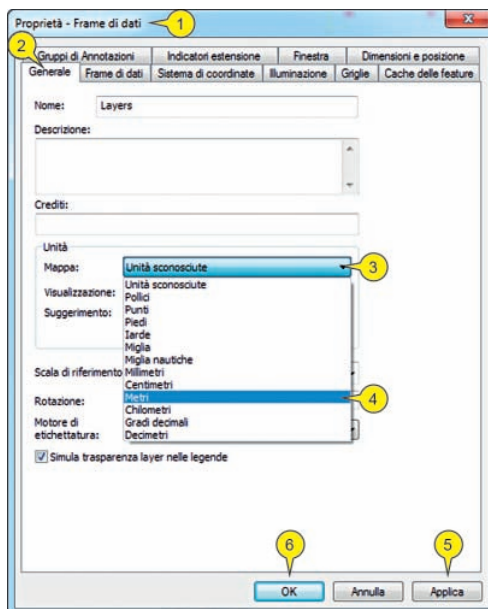 Proprietà - Frame di dati
1
2
Gruppi di Annotazioni Indicatori estensione Finestra Dimensioni e posizione
Generale Frame di dati Sistema di coordinate Illuminazione Griglie Cache delle feature
Nome: Layers
Descrizione:
Crediti:
Unità
Mappa: Unità sconosciute
3
Visualizzazione:
Suggerimento:
Unità sconosciute
Pollici
Punti
Piedi
Iarde
Miglia
Miglia nautiche
Millimetri
Centimetri
Metri
4
Chilometri
Gradi decimali
Decimetri
Scala di riferimento
Rotazione:
Motore di
etichettatura:
Simula trasparenza layer nelle legende
6
5
OK Annulla Applica